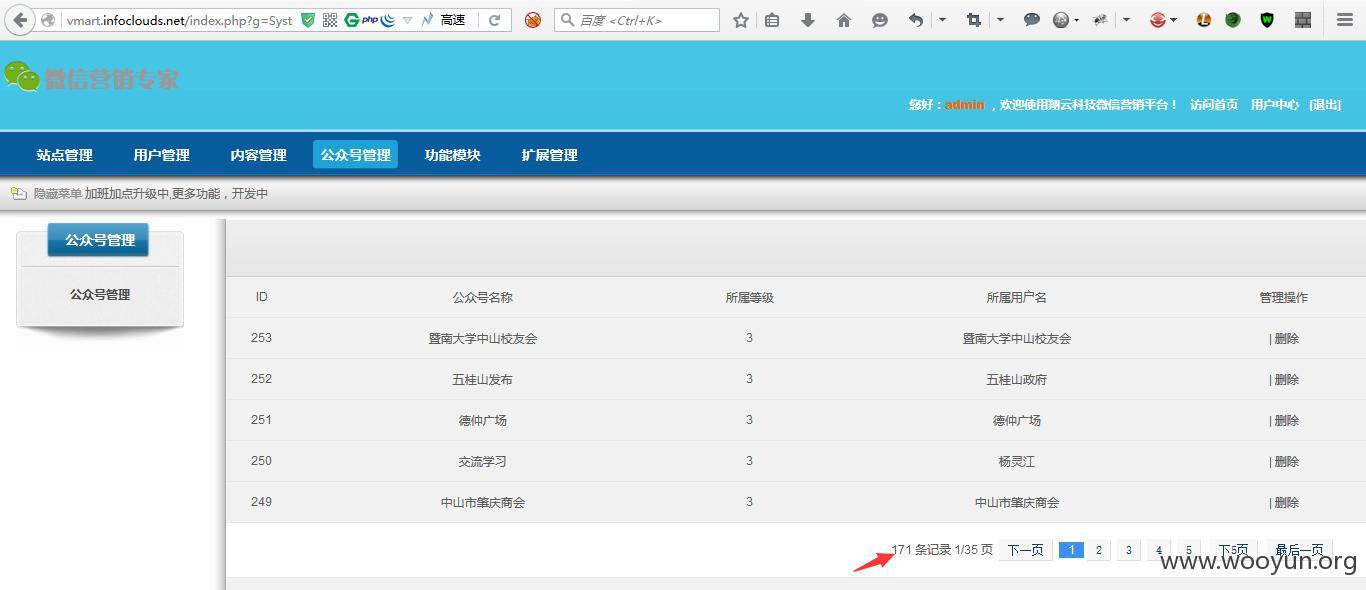 vmart.infoclouds.net/index.php?g=Syst php 高速 百度 <Ctrl+K>
微信营销专家
您好：admin ，欢迎使用翔云科技微信营销平台！ 访问首页 用户中心 [退出]
站点管理 用户管理 内容管理 公众号管理 功能模块 扩展管理
隐藏菜单 加班加点升级中,更多功能，开发中
公众号管理
公众号管理
ID 公众号名称 所属等级 所属用户名 管理操作
253 暨南大学中山校友会 3 暨南大学中山校友会 | 删除
252 五桂山发布 3 五桂山政府 | 删除
251 德仲广场 3 德仲广场 | 删除
250 交流学习 3 杨灵江 | 删除
249 中山市肇庆商会 3 中山市肇庆商会 | 删除
171 条记录 1/35 页 下一页 1 2 3 4 5 下5页 最后一页
www.wooyun.org